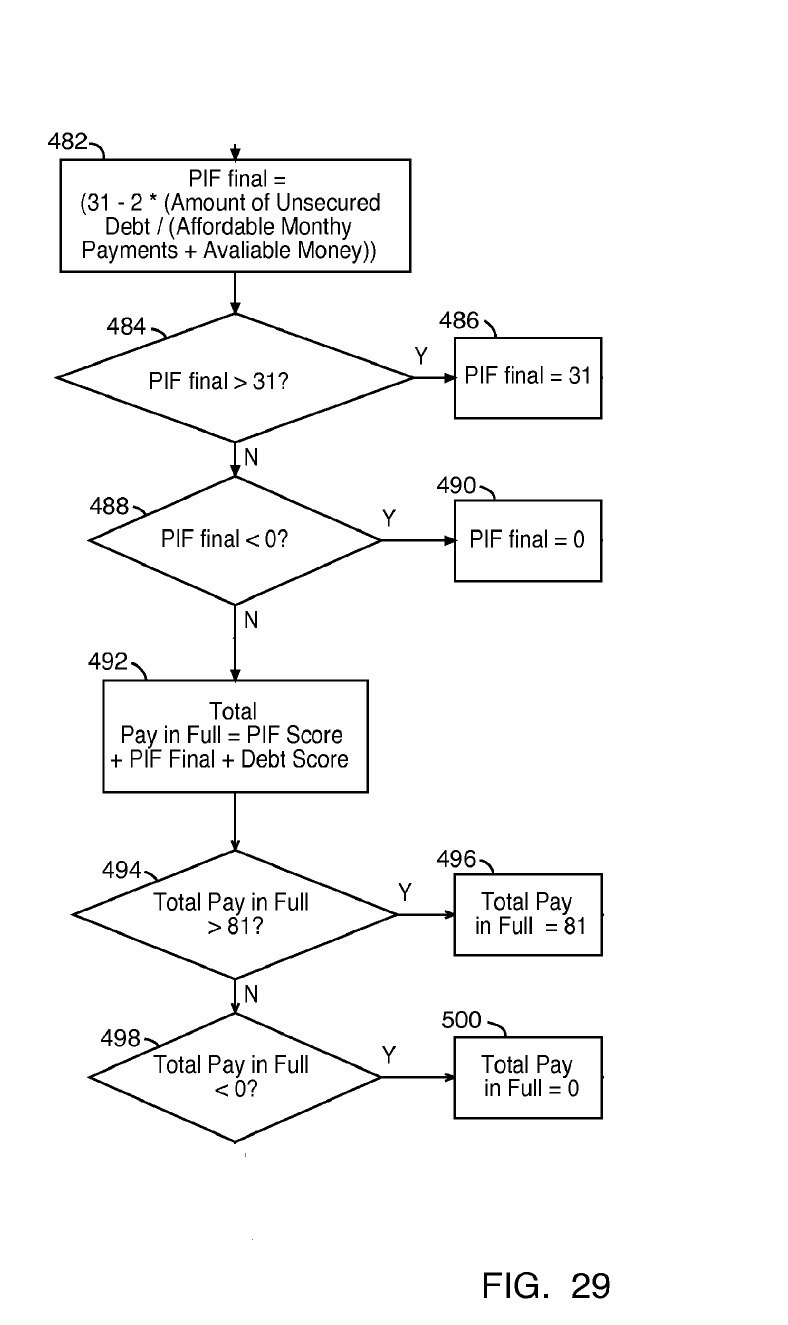 482
PIF final =
(31 - 2 * (Amount of Unsecured
Debt / (Affordable Monthy
Payments + Avaliable Money))
484
PIF final > 31?
Y
486
PIF final = 31
N
488
PIF final < 0?
Y
490
PIF final = 0
N
492
Total
Pay in Full = PIF Score
+ PIF Final + Debt Score
494
Total Pay in Full
> 81?
Y
496
Total Pay
in Full = 81
N
498
Total Pay in Full
< 0?
Y
500
Total Pay
in Full = 0
FIG. 29